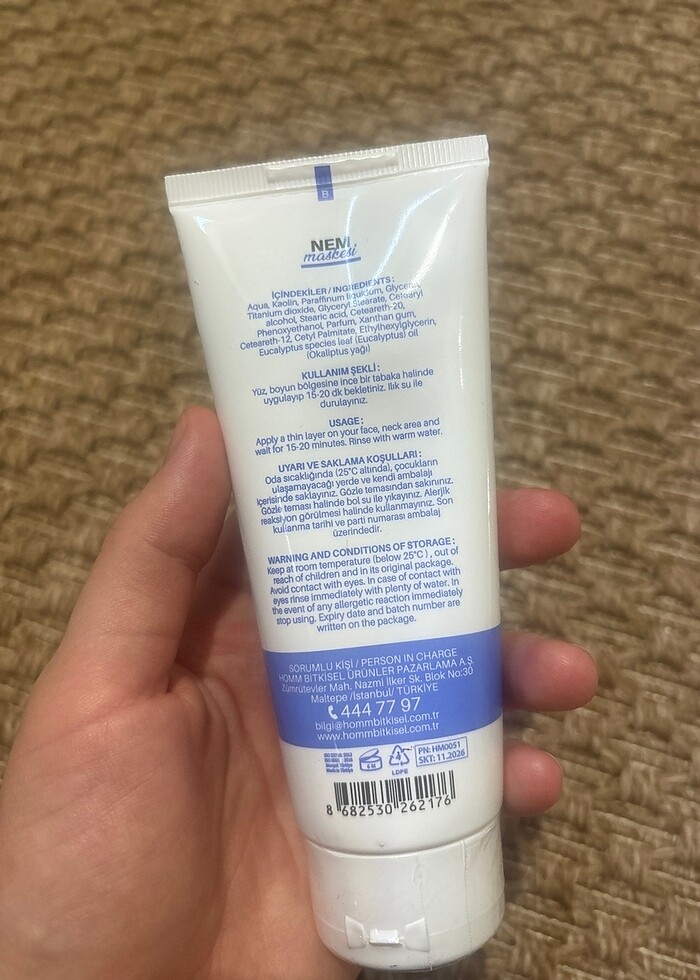 B
NEM
maskesi
İÇİNDEKİLER / INGREDIENTS:
Aqua, Kaolin, Paraffinum liquidum, Glycerin,
Titanium dioxide, Glyceryl Stearate, Cetearyl
alcohol, Stearic acid, Ceteareth-20,
Phenoxyethanol, Parfum, Xanthan gum,
Ceteareth-12, Cetyl Palmitate, Ethylhexylglycerin,
Eucalyptus species leaf (Eucalyptus) oil
(Okaliptus yağı)
KULLANIM ŞEKLİ:
Yüz, boyun bölgesine ince bir tabaka halinde
uygulayıp 15-20 dk bekletiniz. Ilık su ile
durulayınız.
USAGE:
Apply a thin layer on your face, neck area and
wait for 15-20 minutes. Rinse with warm water.
UYARI VE SAKLAMA KOŞULLARI:
Oda sıcaklığında (25°C altında), çocukların
ulaşamayacağı yerde ve kendi ambalajı
içerisinde saklayınız. Gözle temasından sakınınız.
Gözle teması halinde bol su ile yıkayınız. Alerjik
reaksiyon görülmesi halinde kullanmayınız. Son
kullanma tarihi ve parti numarası ambalaj
üzerindedir.
WARNING AND CONDITIONS OF STORAGE:
Keep at room temperature (below 25°C), out of
reach of children and in its original package.
Avoid contact with eyes. In case of contact with
eyes rinse immediately with plenty of water. In
the event of any allergetic reaction immediately
stop using. Expiry date and batch number are
written on the package.
SORUMLU KİŞİ / PERSON IN CHARGE
HOMM BİTKİSEL ÜRÜNLER PAZARLAMA A.Ş.
Zümrütevler Mah. Nazmi İlker Sk. Blok No:30
Maltepe /İstanbul/ TÜRKİYE
444 77 97
bilgi@hommbitkisel.com.tr
www.hommbitkisel.com.tr
Menşei: Türkiye
Made in Türkiye
6 M
4
LDPE
PN: HM0051
SKT: 11.2026
8 682530 262176